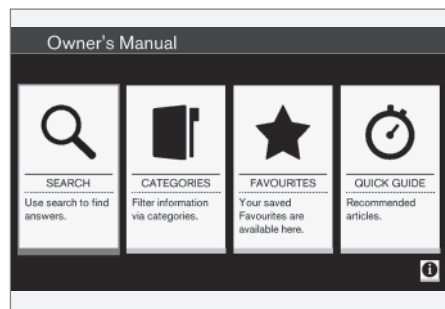 Owner's Manual
SEARCH
Use search to find
answers.
CATEGORIES
Filter information
via categories.
FAVOURITES
Your saved
Favourites are
available here.
QUICK GUIDE
Recommended
articles.